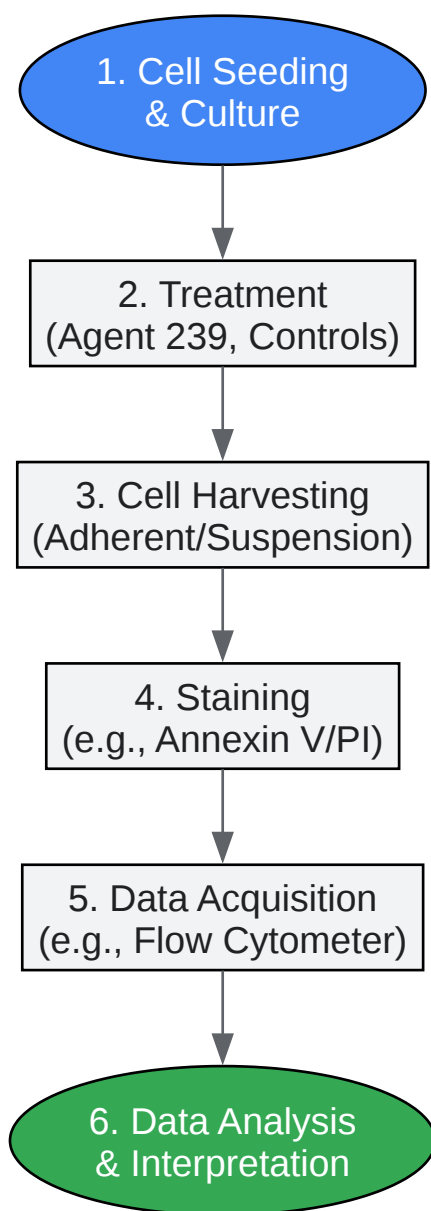 1. Cell Seeding
& Culture
2. Treatment
(Agent 239, Controls)
3. Cell Harvesting
(Adherent/Suspension)
4. Staining
(e.g., Annexin V/PI)
5. Data Acquisition
(e.g., Flow Cytometer)
6. Data Analysis
& Interpretation